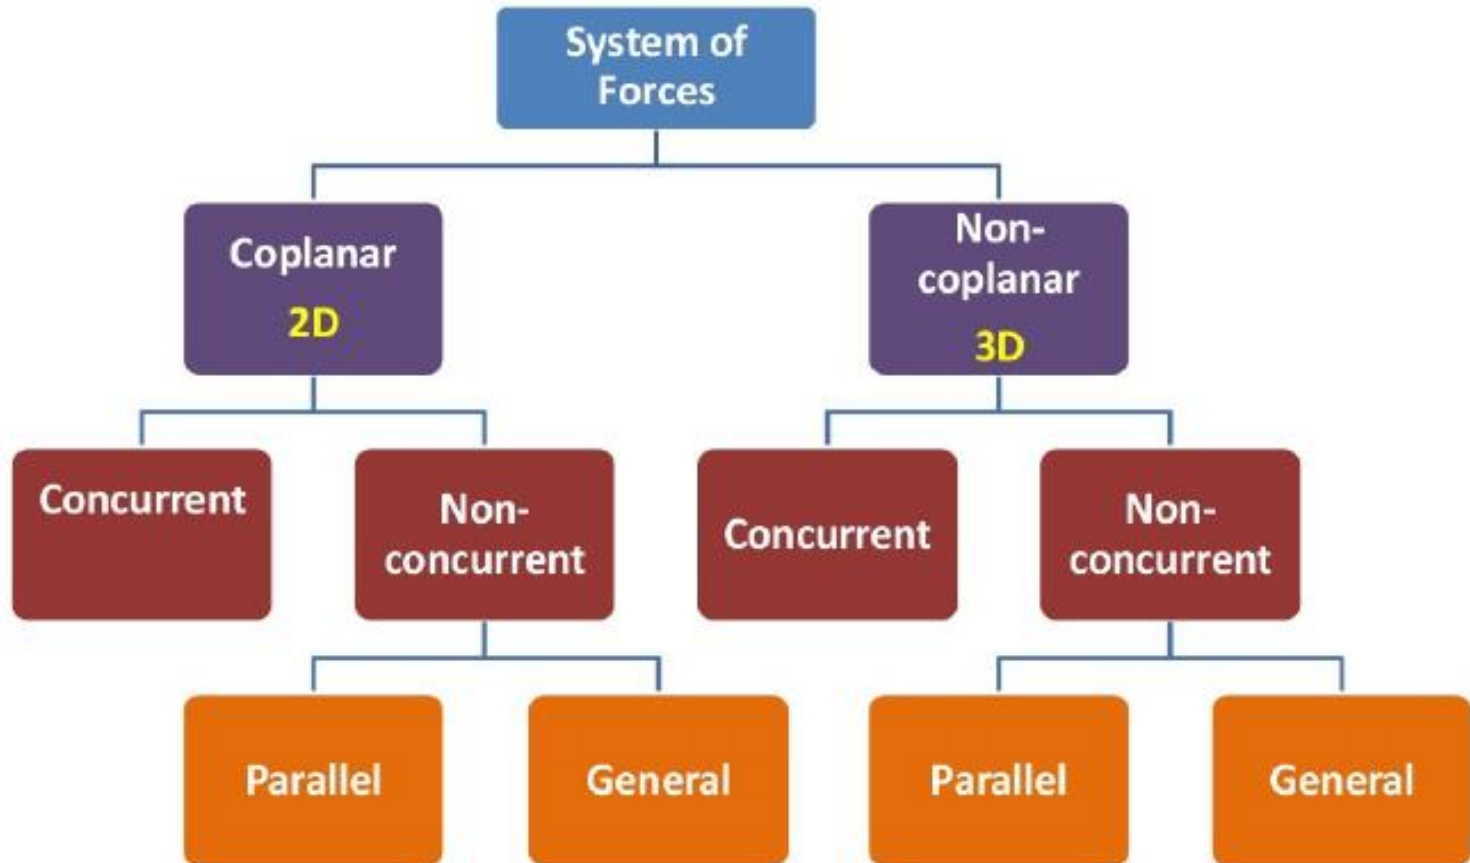 System of
Forces
Coplanar
2D
Non-
coplanar
3D
Concurrent
Non-
concurrent
Concurrent
Non-
concurrent
Parallel
General
Parallel
General